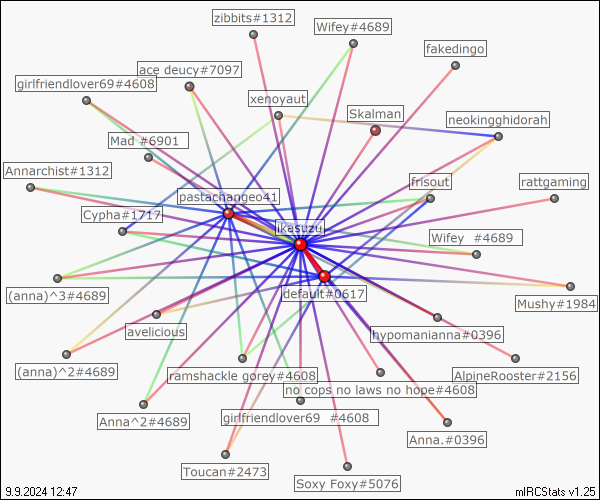 zibbits#1312
Wifey#4689
fakedingo
ace deucy#7097
girlfriendlover69#4608
xenoyaut
Skalman
neokingghidorah
Mad #6901
Annarchist#1312
pastachangeo41
frisout
rattgaming
Cypha#1717
ikasuzu
Wifey #4689
(anna)^3#4689
default#0617
Mushy#1984
avelicious
hypomanianna#0396
(anna)^2#4689
ramshackle gorey#4608
AlpineRooster#2156
no cops no laws no hope#4608
Anna^2#4689
girlfriendlover69 #4608
Anna.#0396
Toucan#2473
Soxy Foxy#5076
9.9.2024 12:47
mIRCStats v1.25